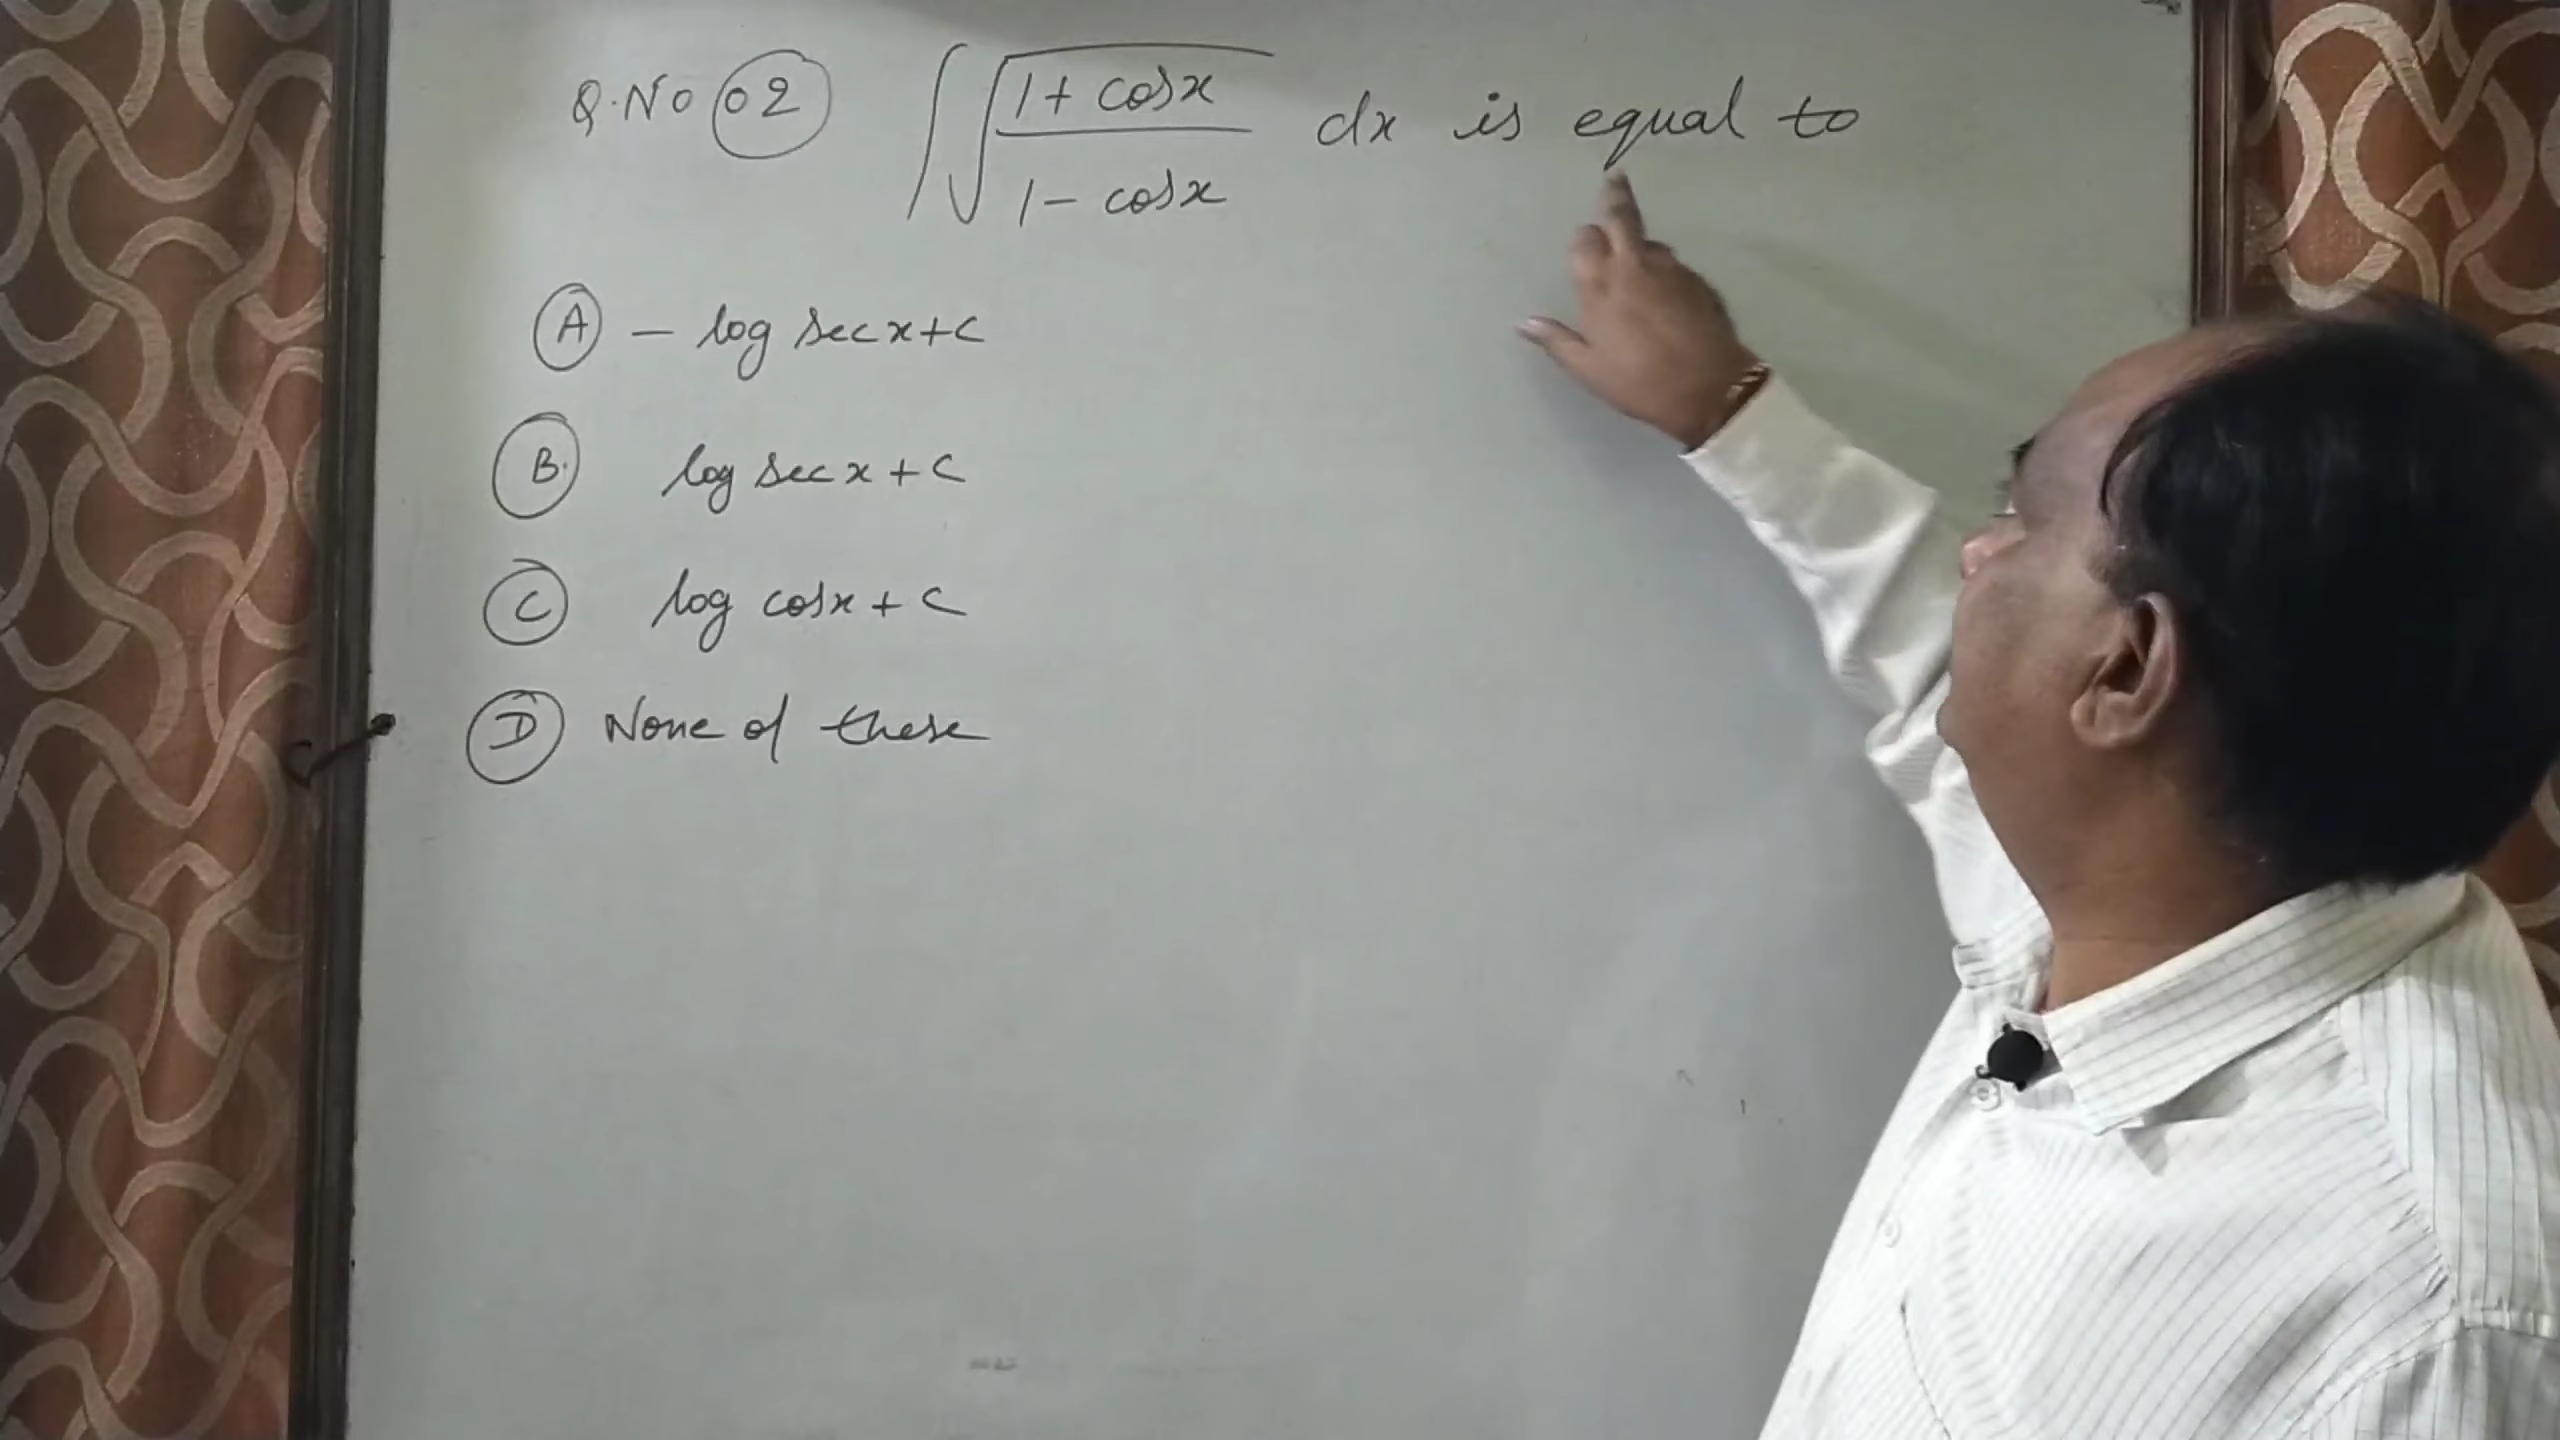 Q.No 02 ∫√(1+cosx / 1-cosx) dx is equal to
A - log secx+c
B. log secx+c
C log cosx+c
D None of these